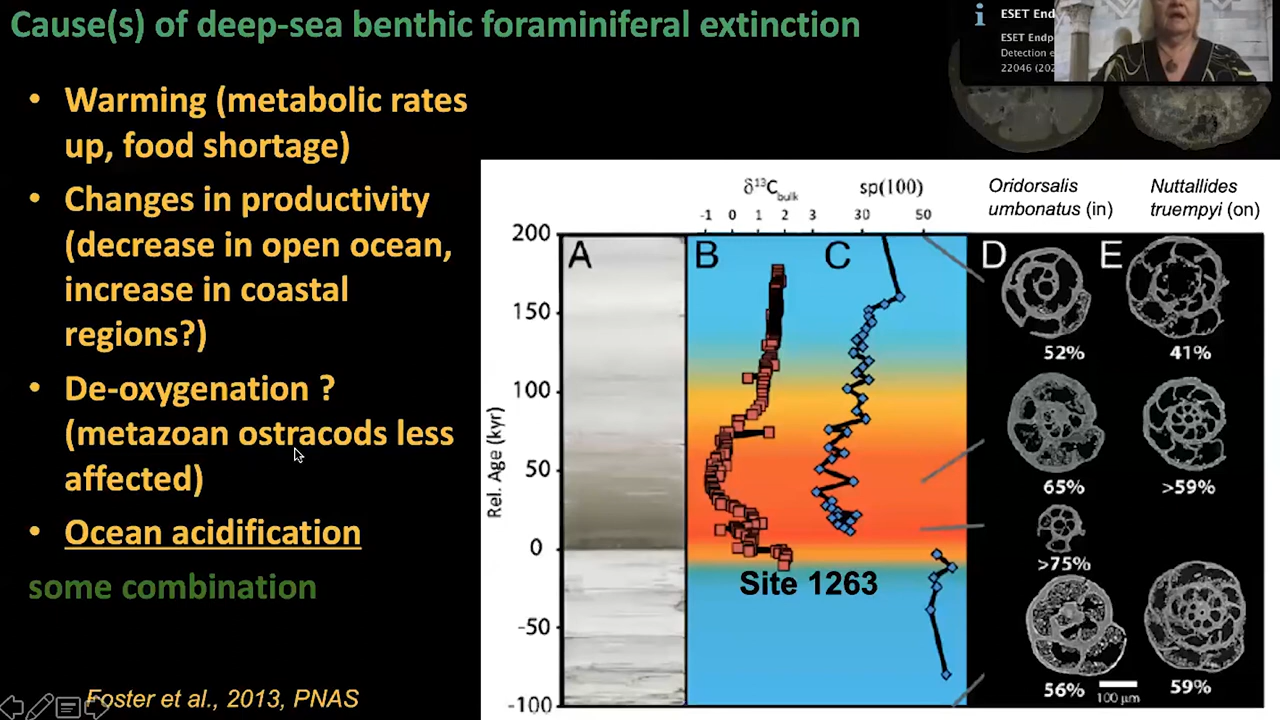 Cause(s) of deep-sea benthic foraminiferal extinction
ESET End
ESET Endp
Detection e
22046 (202
• Warming (metabolic rates
up, food shortage)
• Changes in productivity
(decrease in open ocean,
increase in coastal
regions?)
• De-oxygenation ?
(metazoan ostracods less
affected)
• Ocean acidification
some combination
Foster et al., 2013, PNAS
δ¹³C bulk
sp(100)
Oridorsalis
umbonatus (in)
Nuttallides
truempyi (on)
-1 0 1 2 3 30 50
200
150
100
50
0
-50
-100
Rel. Age (kyr)
A B C D E
Site 1263
52% 41%
65% >59%
>75%
56% 59%
100 µm